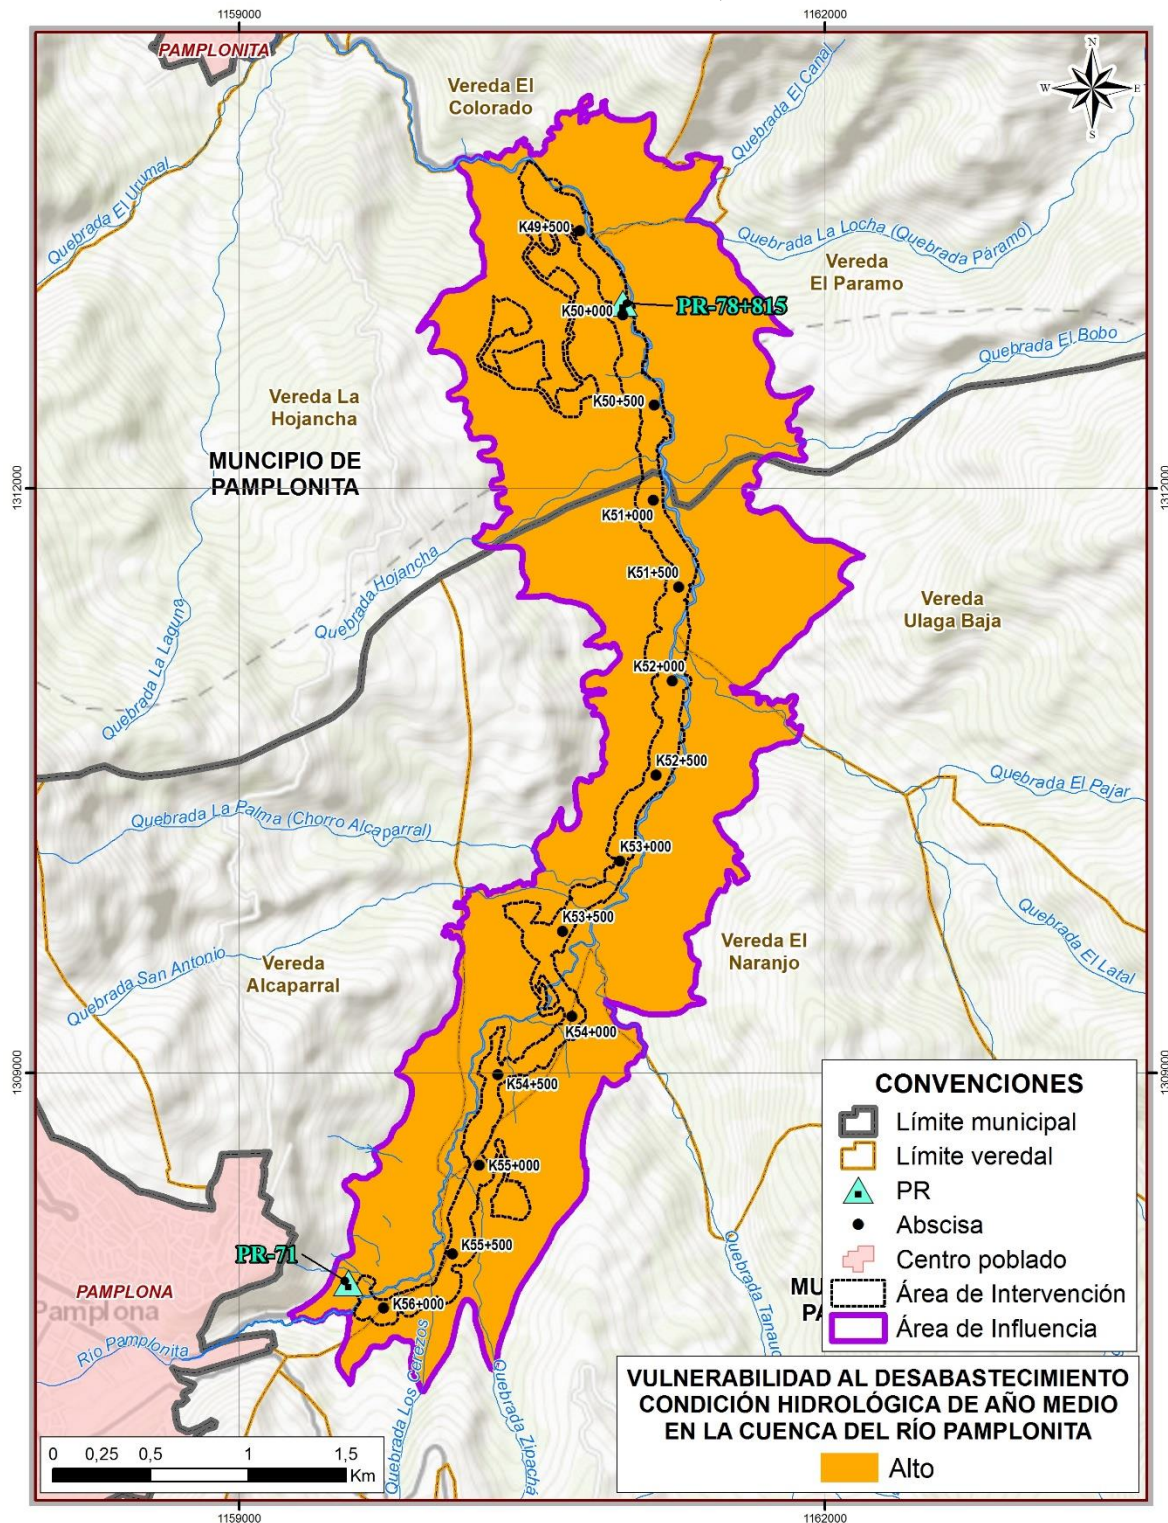 1159000
1162000
PAMPLONITA
N
W
E
S
Vereda El
Colorado
Quebrada El Canal
Quebrada El Urumal
K49+500
Quebrada La Locha (Quebrada Páramo)
Vereda
El Paramo
K50+000
PR-78+815
Quebrada El Bobo
Vereda La
Hojancha
K50+500
MUNCIPIO DE
PAMPLONITA
1312000
1312000
K51+000
Quebrada Hojancha
K51+500
Vereda
Ulaga Baja
Quebrada La Laguna
K52+000
K52+500
Quebrada El Pajar
Quebrada La Palma (Chorro Alcaparral)
K53+000
Quebrada El Latal
K53+500
Vereda El
Naranjo
Quebrada San Antonio
Vereda
Alcaparral
K54+000
1309000
1309000
K54+500
K55+000
K55+500
PR-71
K56+000
PAMPLONA
Pamplona
Río Pamplonita
Quebrada Los Cerezos
Quebrada Zipachá
Quebrada Tanauc
MU
PA
CONVENCIONES
Límite municipal
Límite veredal
PR
Abscisa
Centro poblado
Área de Intervención
Área de Influencia
VULNERABILIDAD AL DESABASTECIMIENTO
CONDICIÓN HIDROLÓGICA DE AÑO MEDIO
EN LA CUENCA DEL RÍO PAMPLONITA
Alto
0 0,25 0,5 1 1,5
Km
1159000
1162000